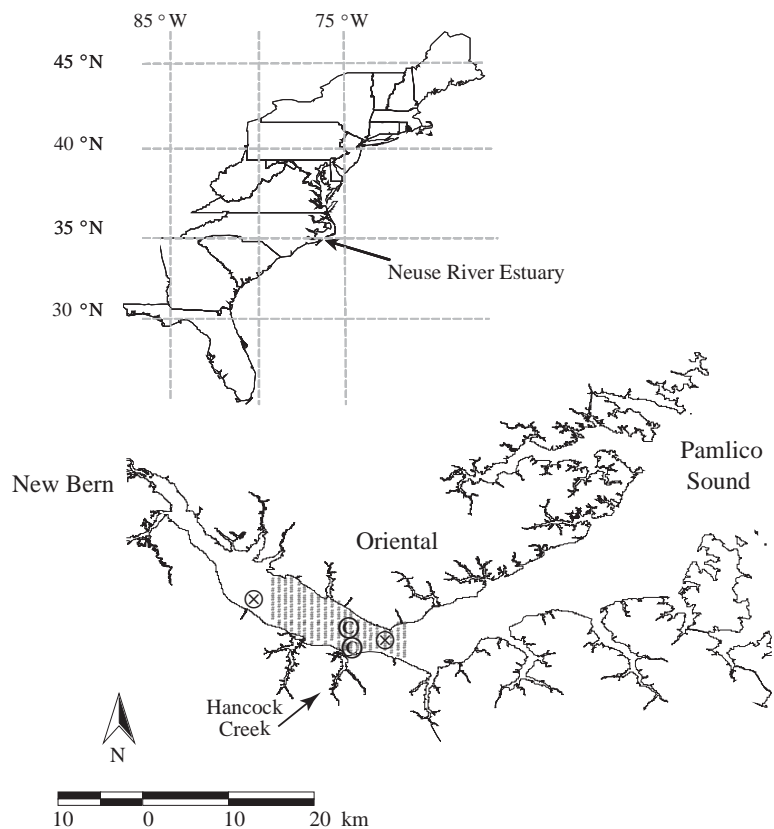 85 °W 75 °W
45 °N
40 °N
35 °N
Neuse River Estuary
30 °N
Pamlico
Sound
New Bern
Oriental
Hancock
Creek
N
10 0 10 20 km